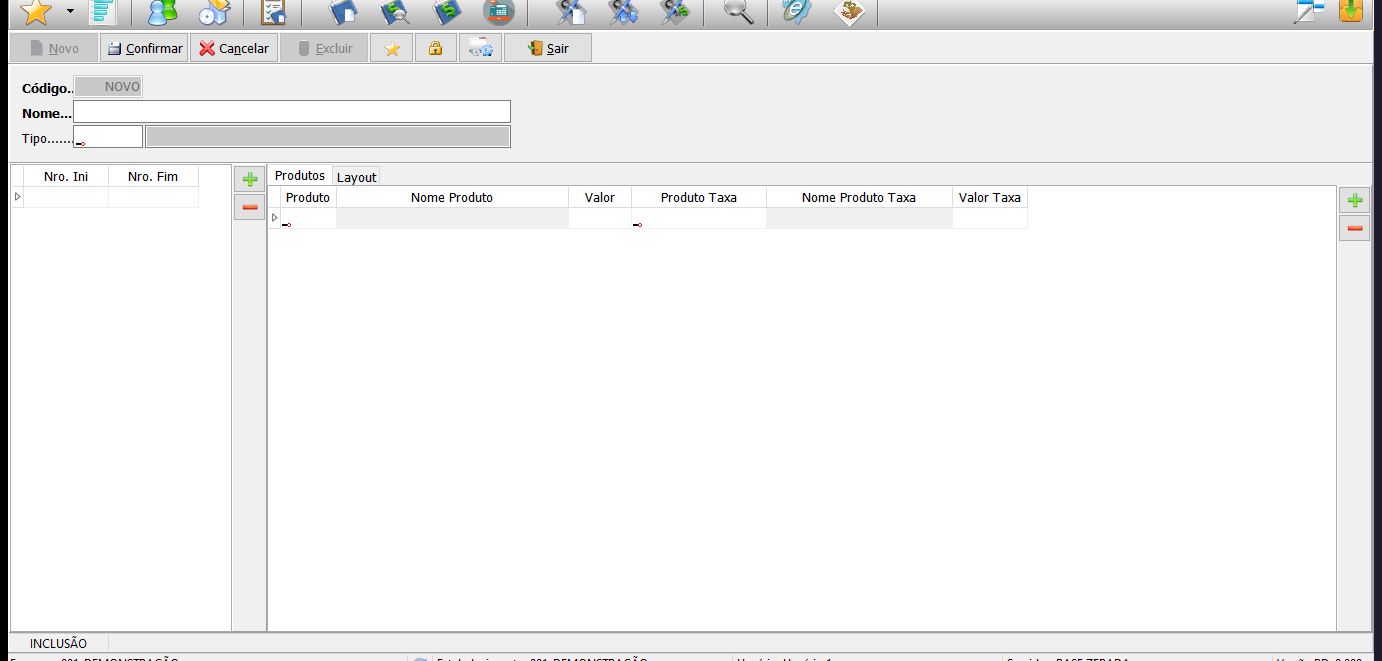 Novo Confirmar Cancelar Excluir Sair
Código.. NOVO
Nome...
Tipo.......
Nro. Ini Nro. Fim
Produtos Layout
Produto Nome Produto Valor Produto Taxa Nome Produto Taxa Valor Taxa
INCLUSÃO